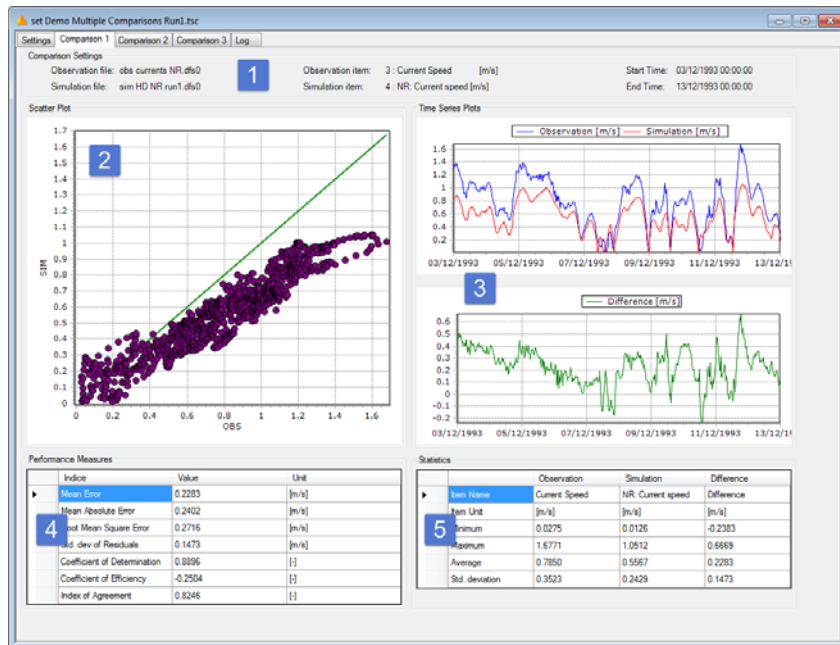 set Demo Multiple Comparisons Run1.tsc
Settings Comparison 1 Comparison 2 Comparison 3 Log
Comparison Settings
Observation file: obs currents NR.dfs0 Observation item: 3 : Current Speed [m/s] Start Time: 03/12/1993 00:00:00
1
Simulation file: sim HD NR run1.dfs0 Simulation item: 4 : NR: Current speed [m/s] End Time: 13/12/1993 00:00:00
Scatter Plot
2
1.7
1.6
1.5
1.4
1.3
1.2
1.1
1
0.9
0.8
0.7
0.6
0.5
0.4
0.3
0.2
0.1
0
SIM
0 0.2 0.4 0.6 0.8 1 1.2 1.4 1.6
OBS
Time Series Plots
Observation [m/s] Simulation [m/s]
1.6
1.4
1.2
1
0.8
0.6
0.4
0.2
03/12/1993 05/12/1993 07/12/1993 09/12/1993 11/12/1993 13/12/19
3
Difference [m/s]
0.6
0.5
0.4
0.3
0.2
0.1
0
-0.1
-0.2
03/12/1993 05/12/1993 07/12/1993 09/12/1993 11/12/1993 13/12/19
Performance Measures
Indice Value Unit
Mean Error 0.2283 [m/s]
Mean Absolute Error 0.2402 [m/s]
4
oot Mean Square Error 0.2716 [m/s]
td. dev of Residuals 0.1473 [m/s]
Coefficient of Determination 0.8896 [-]
Coefficient of Efficiency -0.2504 [-]
Index of Agreement 0.8246 [-]
Statistics
Observation Simulation Difference
Item Name Current Speed NR: Current speed Difference
Item Unit [m/s] [m/s] [m/s]
5
inimum 0.0275 0.0126 -0.2383
aximum 1.6771 1.0512 0.6669
Average 0.7850 0.5567 0.2283
Std. deviation 0.3523 0.2429 0.1473